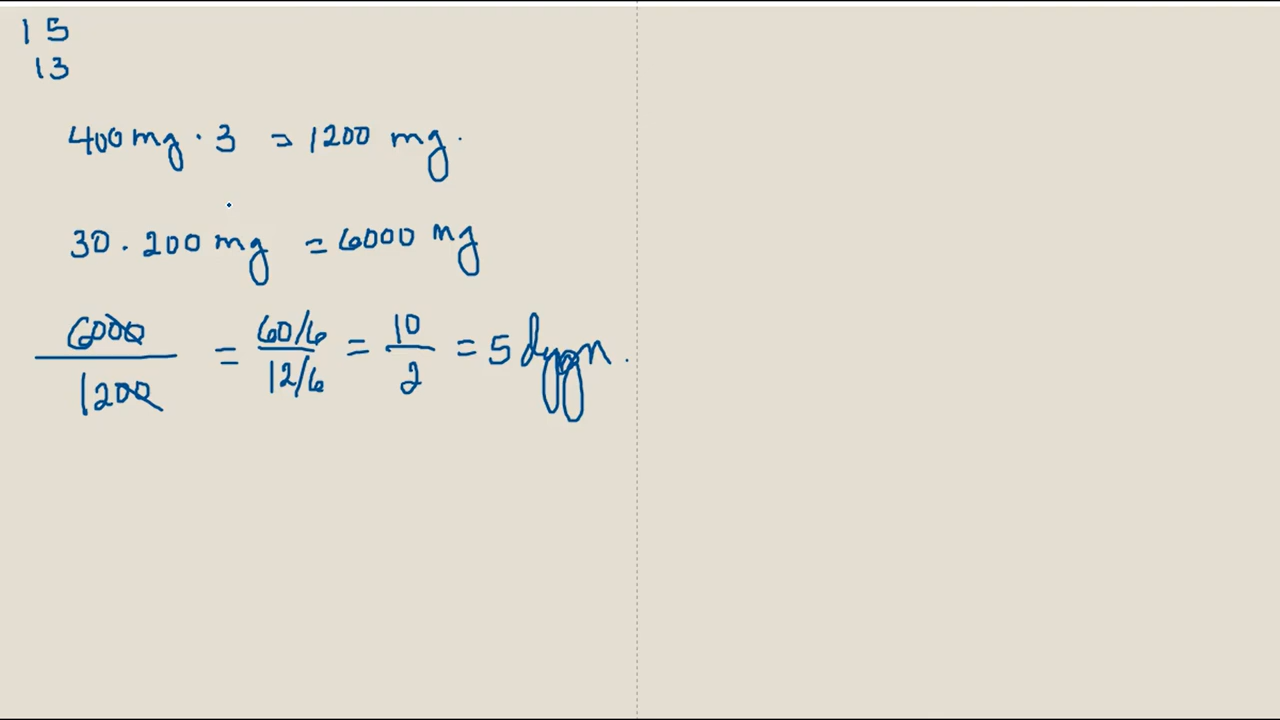 15
13
400 mg · 3 = 1200 mg.
30 · 200 mg = 6000 mg
6000 / 1200 = 60/6 / 12/6 = 10 / 2 = 5 dygn.